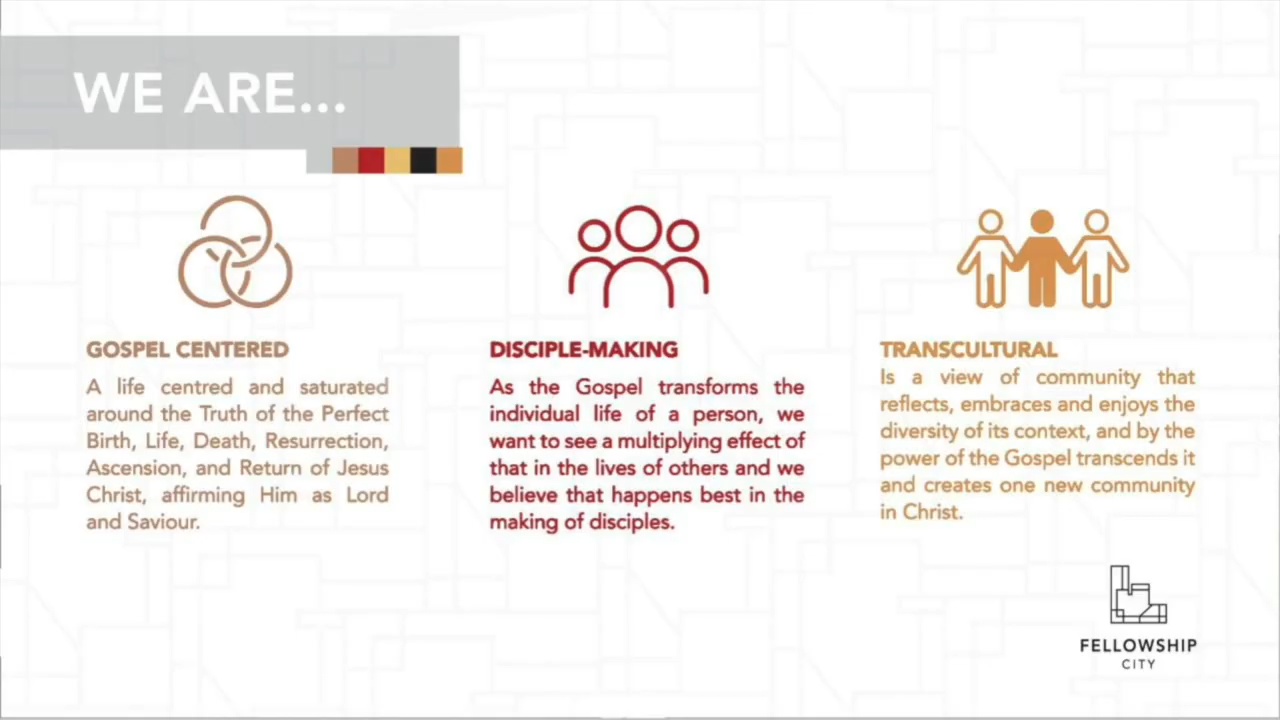 WE ARE...
GOSPEL CENTERED
A life centred and saturated
around the Truth of the Perfect
Birth, Life, Death, Resurrection,
Ascension, and Return of Jesus
Christ, affirming Him as Lord
and Saviour.
DISCIPLE-MAKING
As the Gospel transforms the
individual life of a person, we
want to see a multiplying effect of
that in the lives of others and we
believe that happens best in the
making of disciples.
TRANSCULTURAL
Is a view of community that
reflects, embraces and enjoys the
diversity of its context, and by the
power of the Gospel transcends it
and creates one new community
in Christ.
FELLOWSHIP
CITY